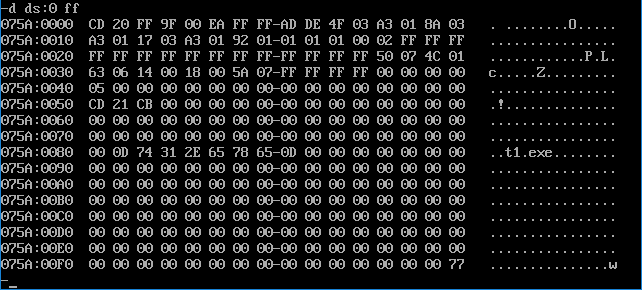 -d ds:0 ff
075A:0000  CD 20 FF 9F 00 EA FF FF-AD DE 4F 03 A3 01 8A 03   . ........O.....
075A:0010  A3 01 17 03 A3 01 92 01-01 01 01 00 02 FF FF FF   ................
075A:0020  FF FF FF FF FF FF FF FF-FF FF FF FF 50 07 4C 01   ............P.L.
075A:0030  63 06 14 00 18 00 5A 07-FF FF FF FF 00 00 00 00   c.....Z.........
075A:0040  05 00 00 00 00 00 00 00-00 00 00 00 00 00 00 00   ................
075A:0050  CD 21 CB 00 00 00 00 00-00 00 00 00 00 00 00 00   .!..............
075A:0060  00 00 00 00 00 00 00 00-00 00 00 00 00 00 00 00   ................
075A:0070  00 00 00 00 00 00 00 00-00 00 00 00 00 00 00 00   ................
075A:0080  00 0D 74 31 2E 65 78 65-0D 00 00 00 00 00 00 00   ..t1.exe........
075A:0090  00 00 00 00 00 00 00 00-00 00 00 00 00 00 00 00   ................
075A:00A0  00 00 00 00 00 00 00 00-00 00 00 00 00 00 00 00   ................
075A:00B0  00 00 00 00 00 00 00 00-00 00 00 00 00 00 00 00   ................
075A:00C0  00 00 00 00 00 00 00 00-00 00 00 00 00 00 00 00   ................
075A:00D0  00 00 00 00 00 00 00 00-00 00 00 00 00 00 00 00   ................
075A:00E0  00 00 00 00 00 00 00 00-00 00 00 00 00 00 00 00   ................
075A:00F0  00 00 00 00 00 00 00 00-00 00 00 00 00 00 00 77   ...............w
-_